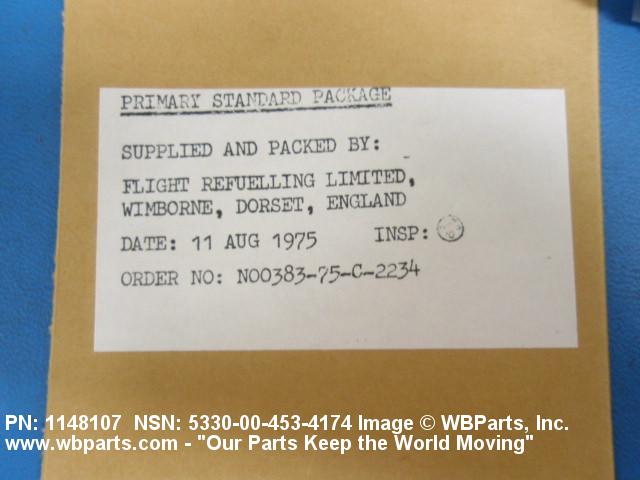 PRIMARY STANDARD PACKAGE
SUPPLIED AND PACKED BY:
FLIGHT REFUELLING LIMITED,
WIMBORNE, DORSET, ENGLAND
DATE: 11 AUG 1975 INSP:
ORDER NO: N00383-75-C-2234
PN: 1148107 NSN: 5330-00-453-4174 Image © WBParts, Inc.
www.wbparts.com - "Our Parts Keep the World Moving"